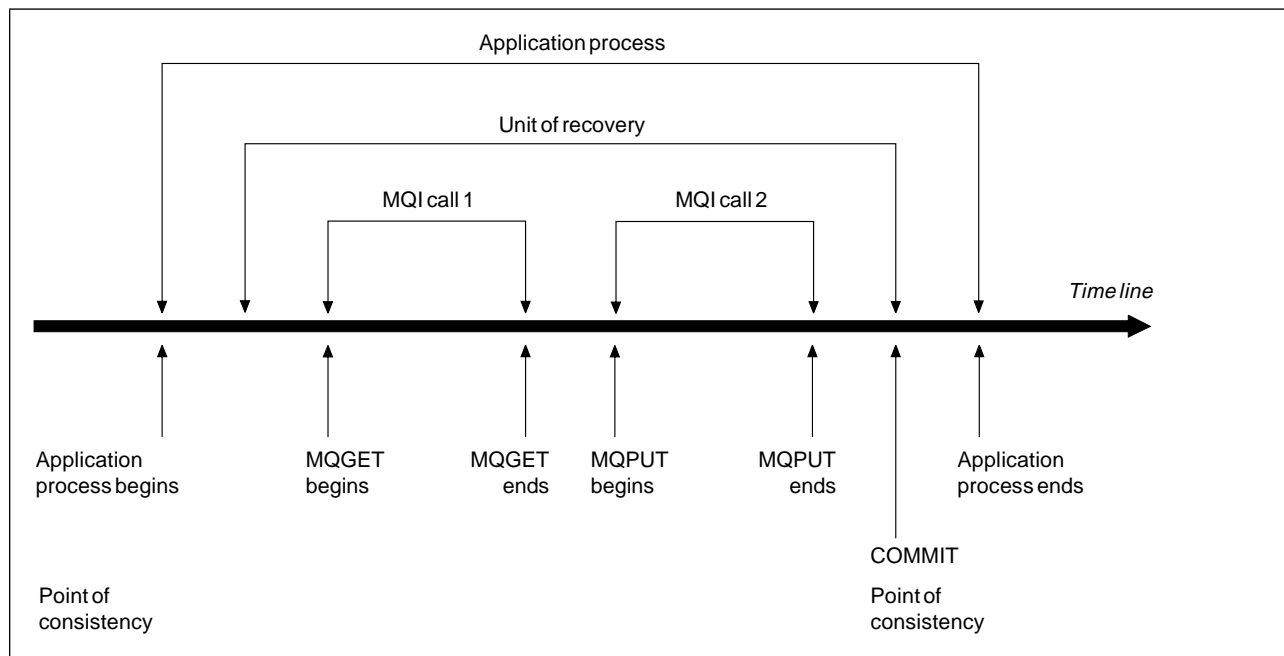 Application process
Unit of recovery
MQI call 1
MQI call 2
Time line
Application
process begins
MQGET
begins
MQGET
ends
MQPUT
begins
MQPUT
ends
Application
process ends
COMMIT
Point of
consistency
Point of
consistency